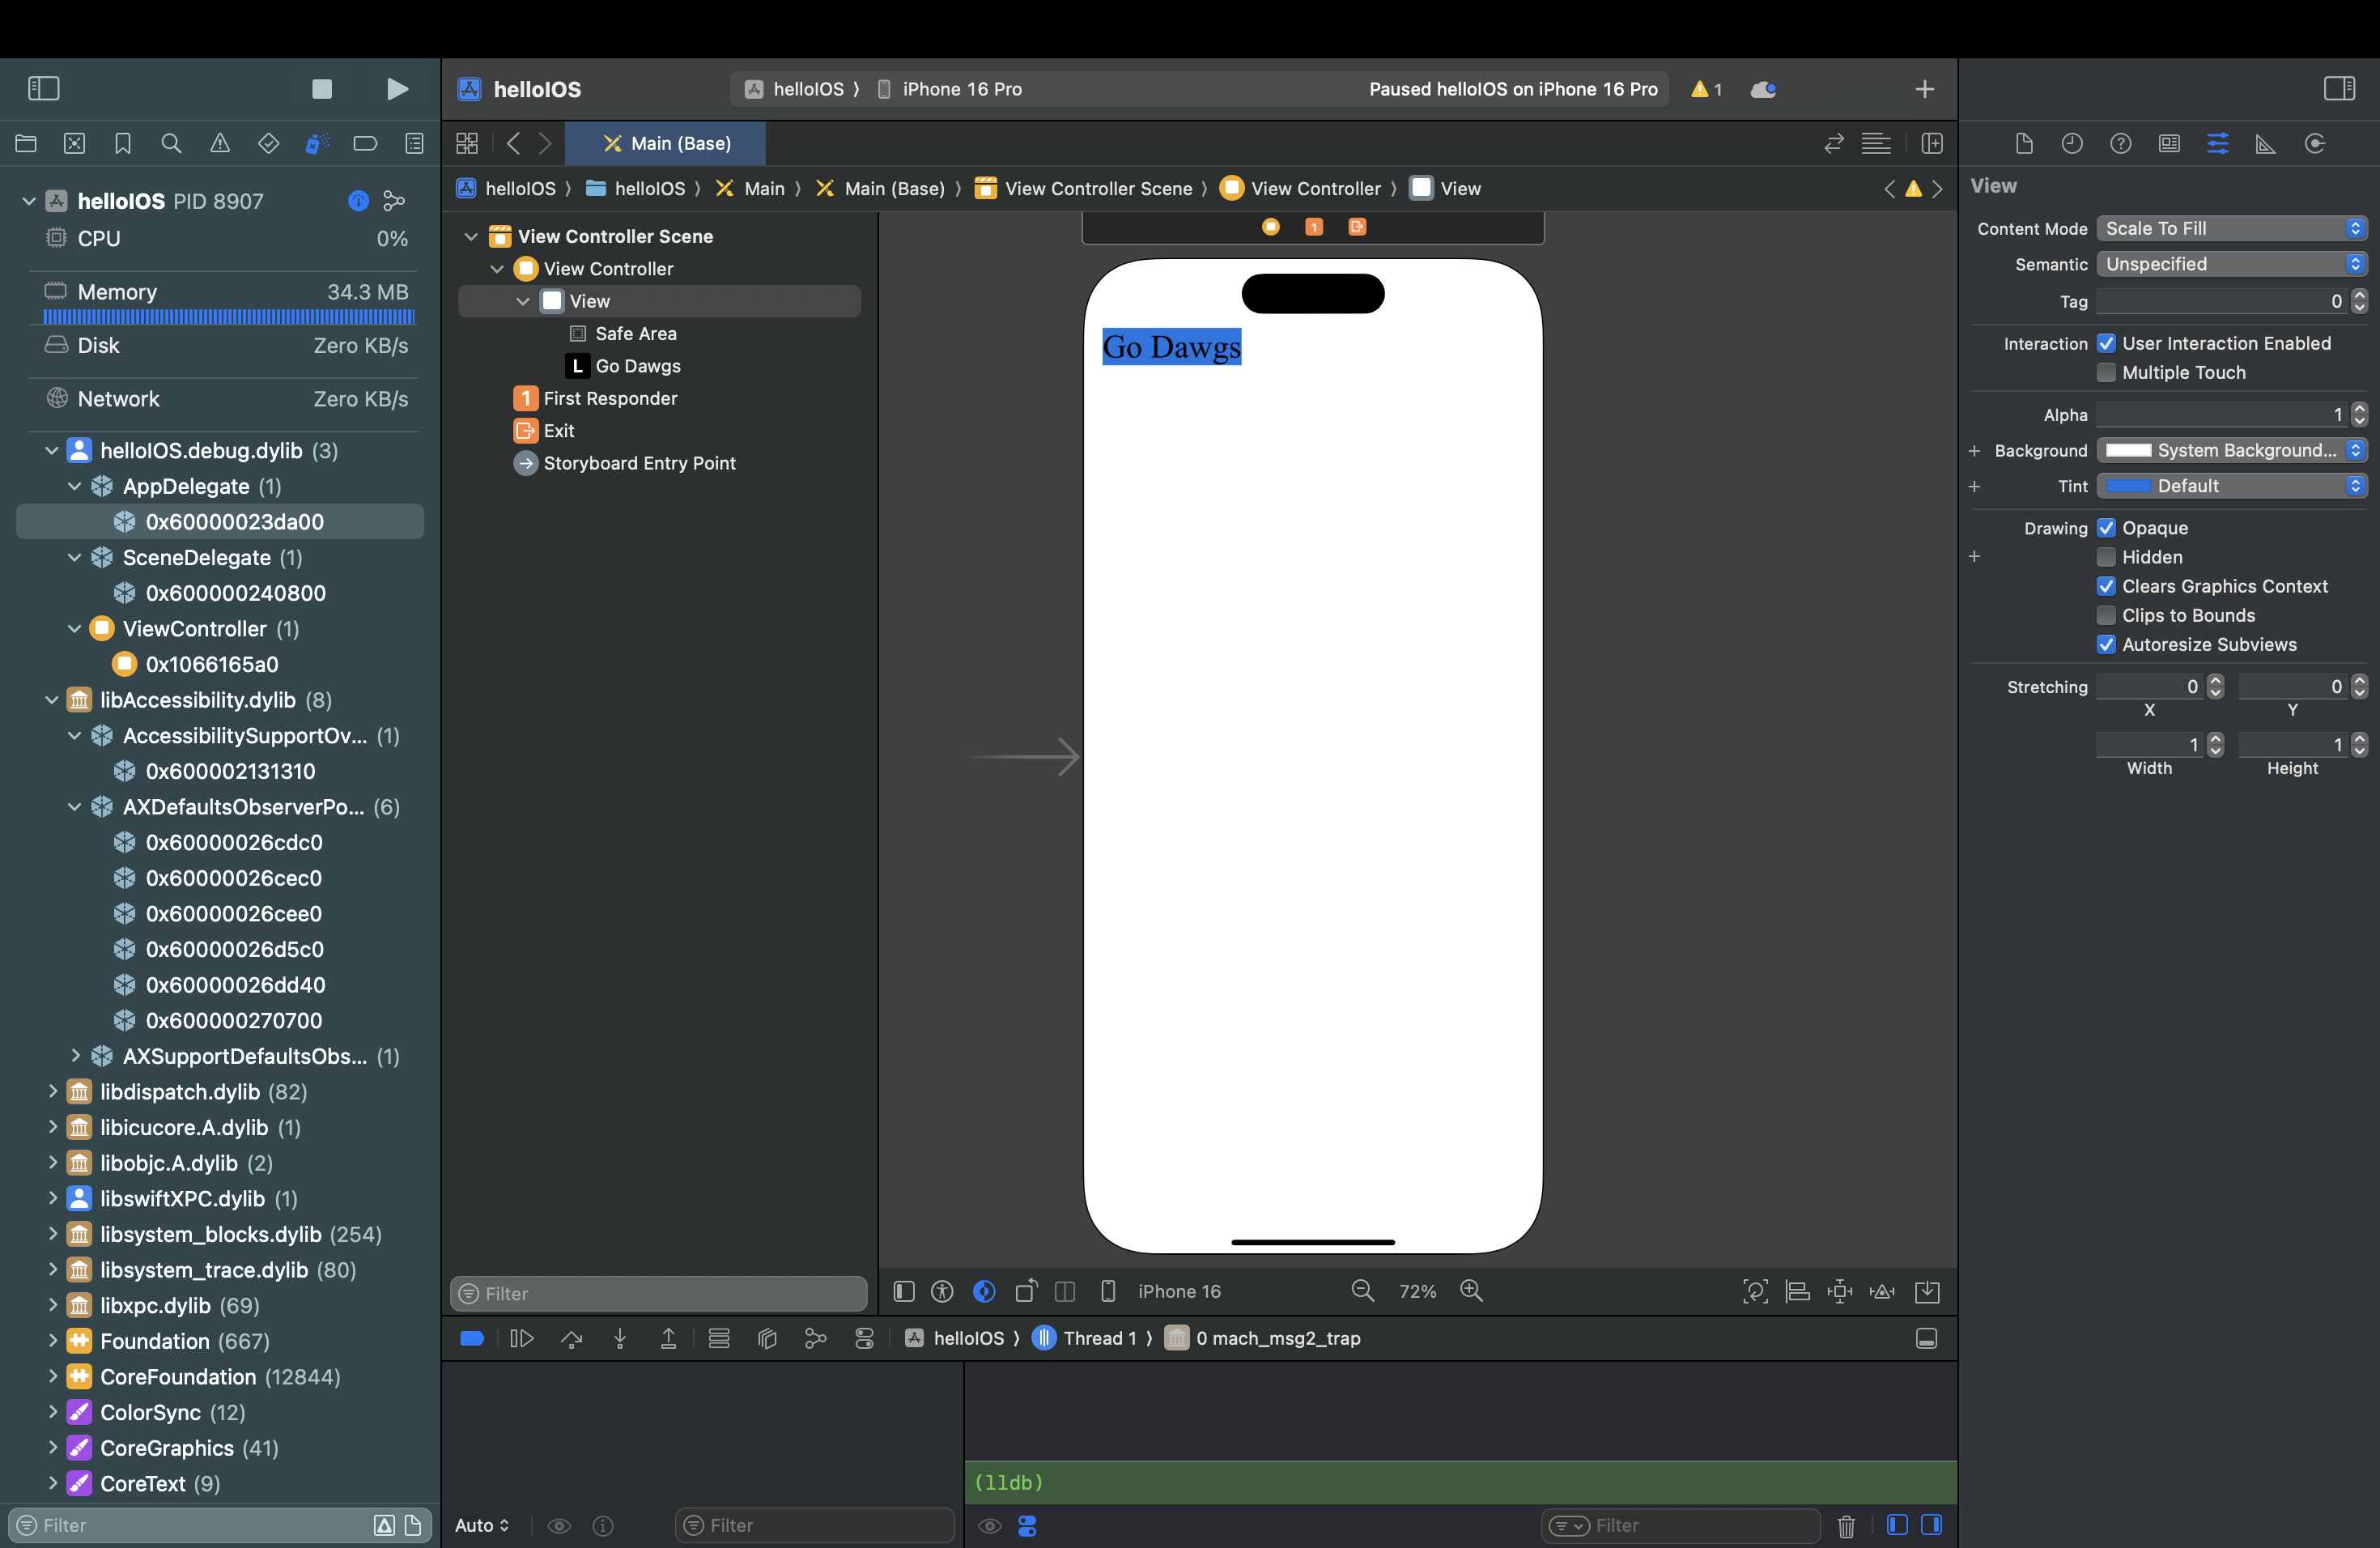 helloIOS
helloIOS ⟩ iPhone 16 Pro
Paused helloIOS on iPhone 16 Pro
1
Main (Base)
helloIOS PID 8907
CPU 0%
Memory 34.3 MB
Disk Zero KB/s
Network Zero KB/s
helloIOS.debug.dylib (3)
AppDelegate (1)
0x60000023da00
SceneDelegate (1)
0x600000240800
ViewController (1)
0x1066165a0
libAccessibility.dylib (8)
AccessibilitySupportOv... (1)
0x600002131310
AXDefaultsObserverPo... (6)
0x60000026cdc0
0x60000026cec0
0x60000026cee0
0x60000026d5c0
0x60000026dd40
0x600000270700
AXSupportDefaultsObs... (1)
libdispatch.dylib (82)
libicucore.A.dylib (1)
libobjc.A.dylib (2)
libswiftXPC.dylib (1)
libsystem_blocks.dylib (254)
libsystem_trace.dylib (80)
libxpc.dylib (69)
Foundation (667)
CoreFoundation (12844)
ColorSync (12)
CoreGraphics (41)
CoreText (9)
Filter
helloIOS ⟩ helloIOS ⟩ Main ⟩ Main (Base) ⟩ View Controller Scene ⟩ View Controller ⟩ View
View Controller Scene
View Controller
View
Safe Area
L Go Dawgs
1 First Responder
Exit
Storyboard Entry Point
Filter
1
Go Dawgs
iPhone 16
72%
helloIOS ⟩ Thread 1 ⟩ 0 mach_msg2_trap
(lldb)
Auto
Filter
Filter
View
Content Mode Scale To Fill
Semantic Unspecified
Tag 0
Interaction User Interaction Enabled
Multiple Touch
Alpha 1
+ Background System Background...
+ Tint Default
Drawing Opaque
+ Hidden
Clears Graphics Context
Clips to Bounds
Autoresize Subviews
Stretching 0 0
X Y
1 1
Width Height